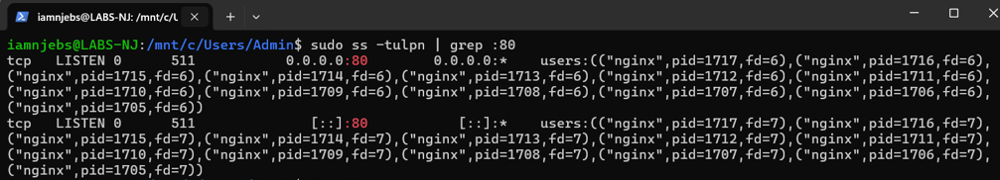 iamnjebs@LABS-NJ: /mnt/c/U
iamnjebs@LABS-NJ:/mnt/c/Users/Admin$ sudo ss -tulpn | grep :80
tcp   LISTEN 0      511             0.0.0.0:80        0.0.0.0:*    users:(("nginx",pid=1717,fd=6),("nginx",pid=1716,fd=6),
("nginx",pid=1715,fd=6),("nginx",pid=1714,fd=6),("nginx",pid=1713,fd=6),("nginx",pid=1712,fd=6),("nginx",pid=1711,fd=6),
("nginx",pid=1710,fd=6),("nginx",pid=1709,fd=6),("nginx",pid=1708,fd=6),("nginx",pid=1707,fd=6),("nginx",pid=1706,fd=6),
("nginx",pid=1705,fd=6))
tcp   LISTEN 0      511                [::]:80           [::]:*    users:(("nginx",pid=1717,fd=7),("nginx",pid=1716,fd=7),
("nginx",pid=1715,fd=7),("nginx",pid=1714,fd=7),("nginx",pid=1713,fd=7),("nginx",pid=1712,fd=7),("nginx",pid=1711,fd=7),
("nginx",pid=1710,fd=7),("nginx",pid=1709,fd=7),("nginx",pid=1708,fd=7),("nginx",pid=1707,fd=7),("nginx",pid=1706,fd=7),
("nginx",pid=1705,fd=7))